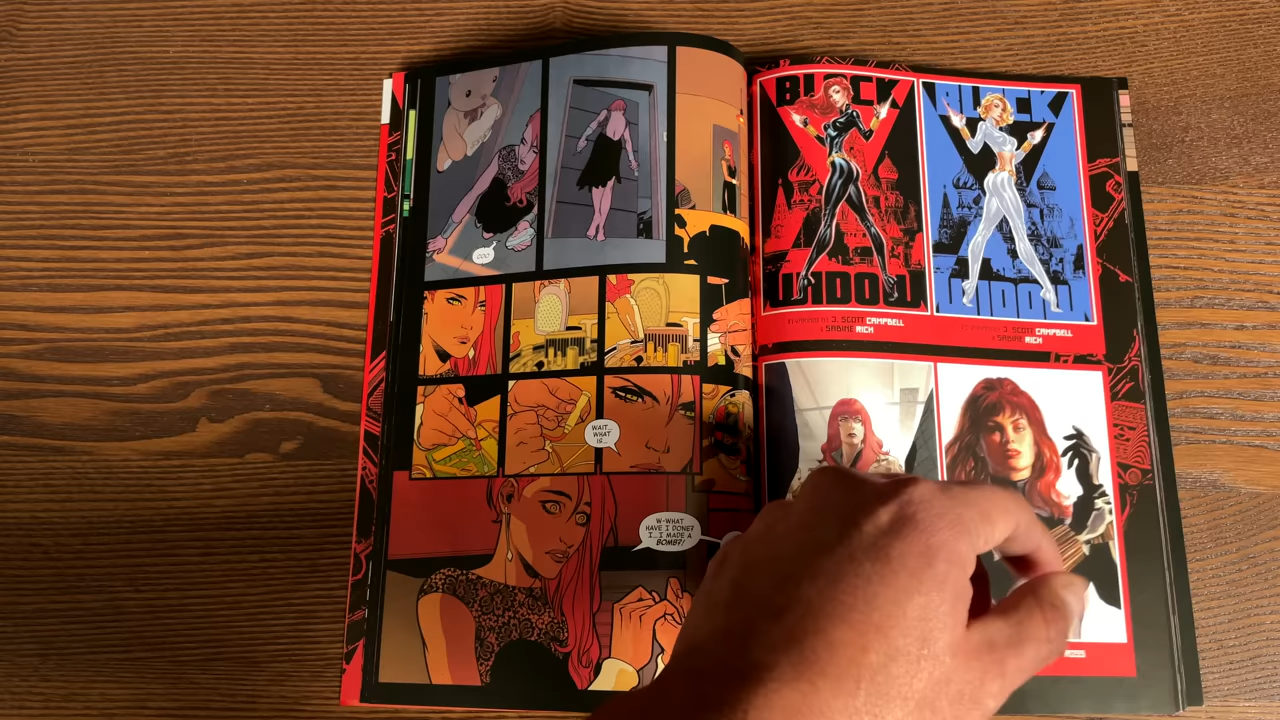 OOO
WAIT...
WHAT
IS...
W-WHAT
HAVE I DONE?
I...I MADE A
BOMB?!
BLACK
WIDOW
J. SCOTT CAMPBELL
& SABINE RICH
BLACK
WIDOW
J. SCOTT CAMPBELL
& SABINE RICH